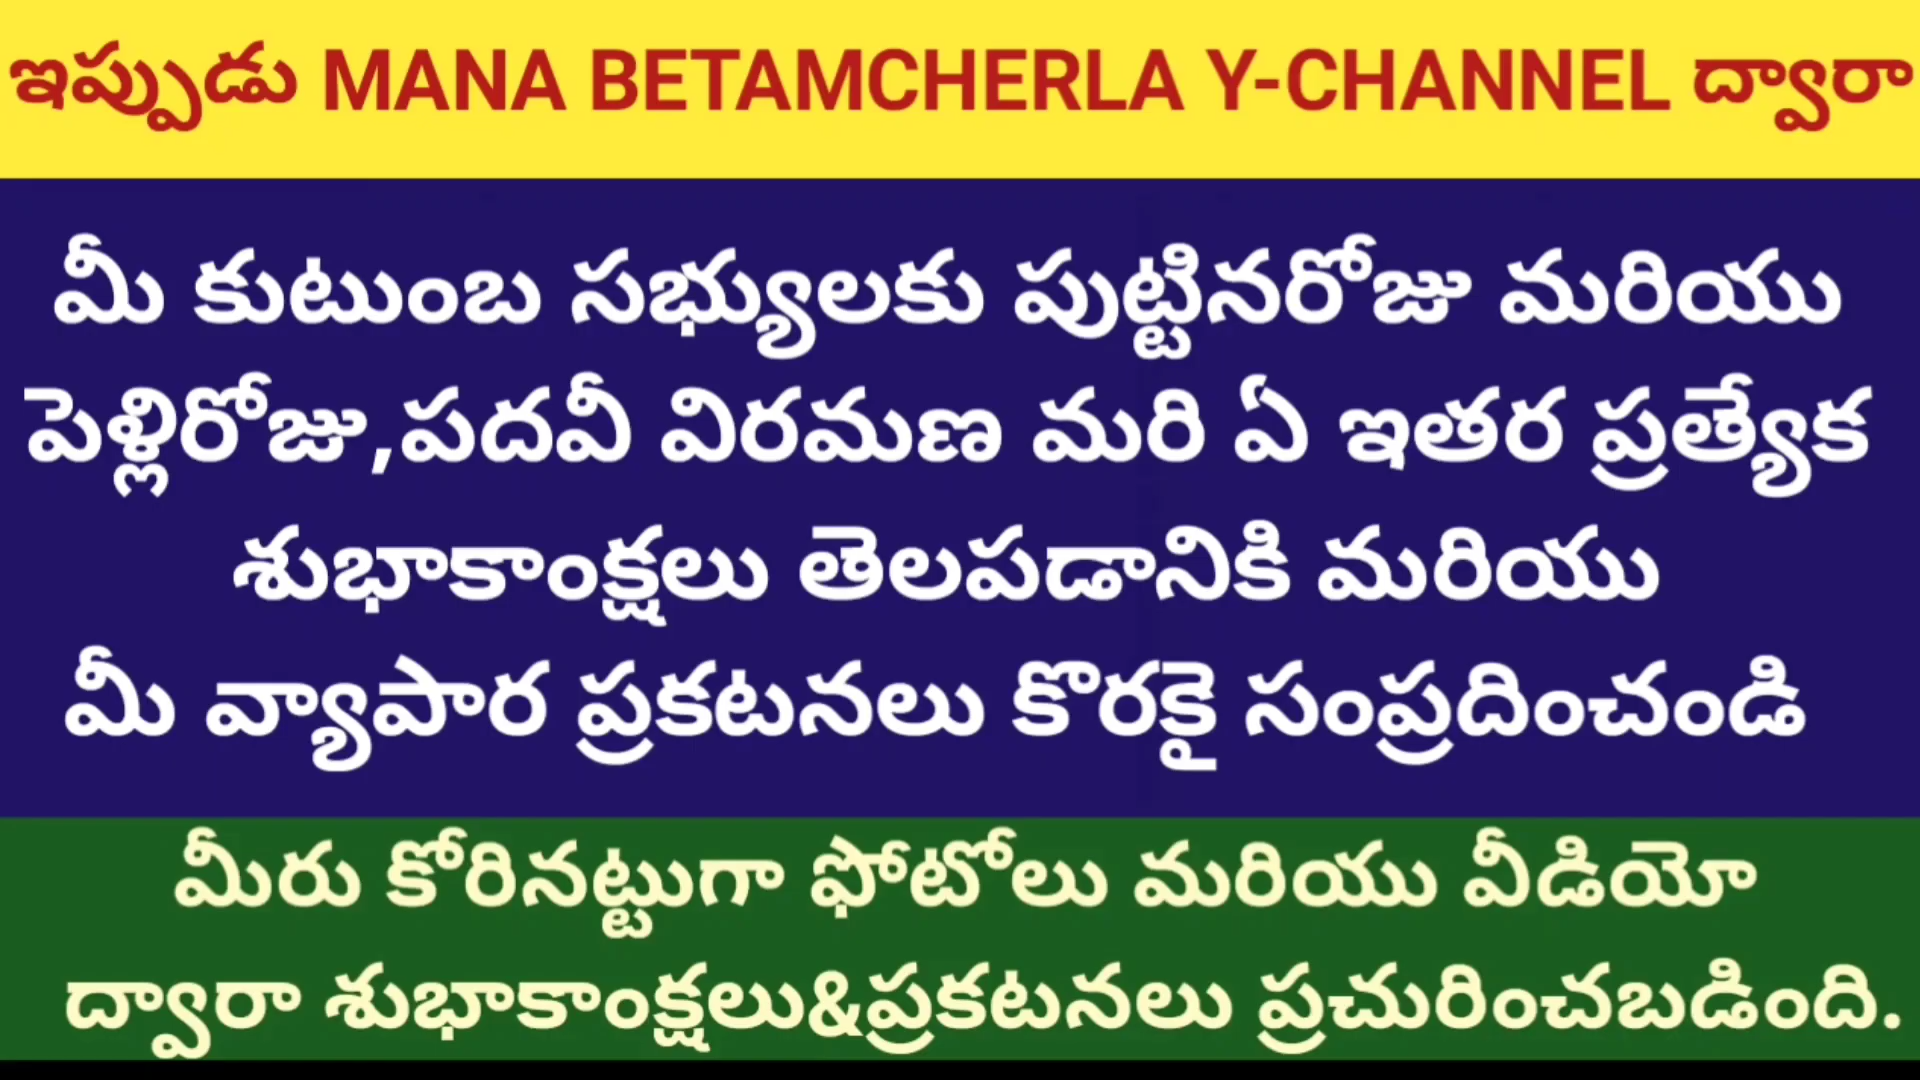 ఇప్పుడు MANA BETAMCHERLA Y-CHANNEL ద్వారా
మీ కుటుంబ సభ్యులకు పుట్టినరోజు మరియు
పెళ్లిరోజు,పదవీ విరమణ మరి ఏ ఇతర ప్రత్యేక
శుభాకాంక్షలు తెలపడానికి మరియు
మీ వ్యాపార ప్రకటనలు కొరకై సంప్రదించండి
మీరు కోరినట్టుగా ఫోటోలు మరియు వీడియో
ద్వారా శుభాకాంక్షలు&ప్రకటనలు ప్రచురించబడింది.